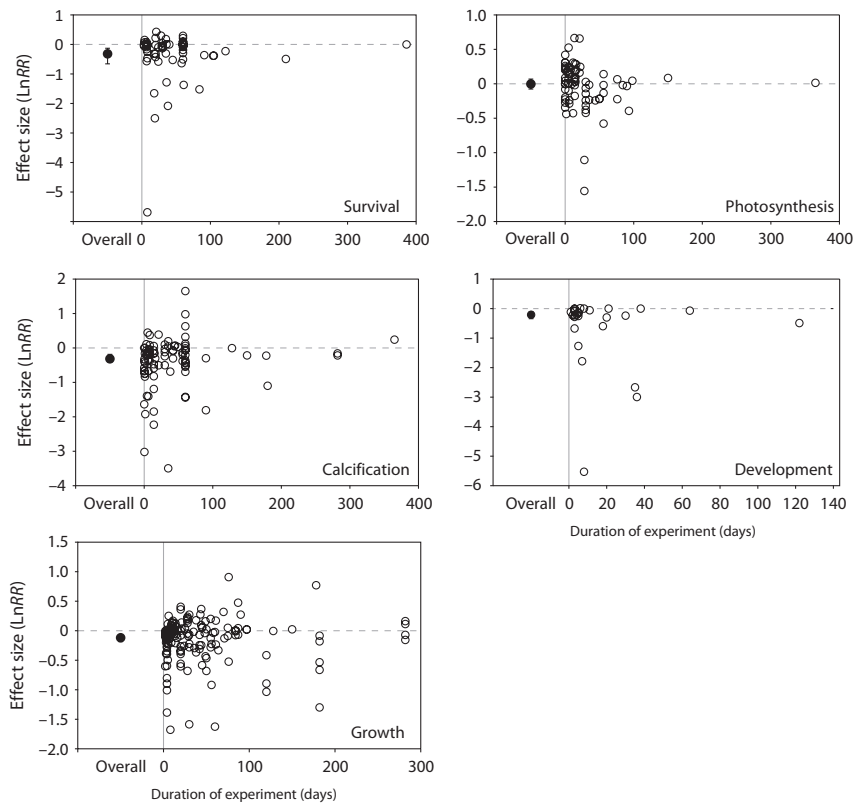 1
0
–1
–2
–3
–4
–5
Effect size (LnRR)
Survival
Overall 0 100 200 300 400
1.0
0.5
0
–0.5
–1.0
–1.5
–2.0
Photosynthesis
Overall 0 100 200 300 400
2
1
0
–1
–2
–3
–4
Effect size (LnRR)
Calcification
Overall 0 100 200 300 400
1
0
–1
–2
–3
–4
–5
–6
Development
Overall 0 20 40 60 80 100 120 140
Duration of experiment (days)
1.5
1.0
0.5
0
–0.5
–1.0
–1.5
–2.0
Effect size (LnRR)
Growth
Overall 0 100 200 300
Duration of experiment (days)